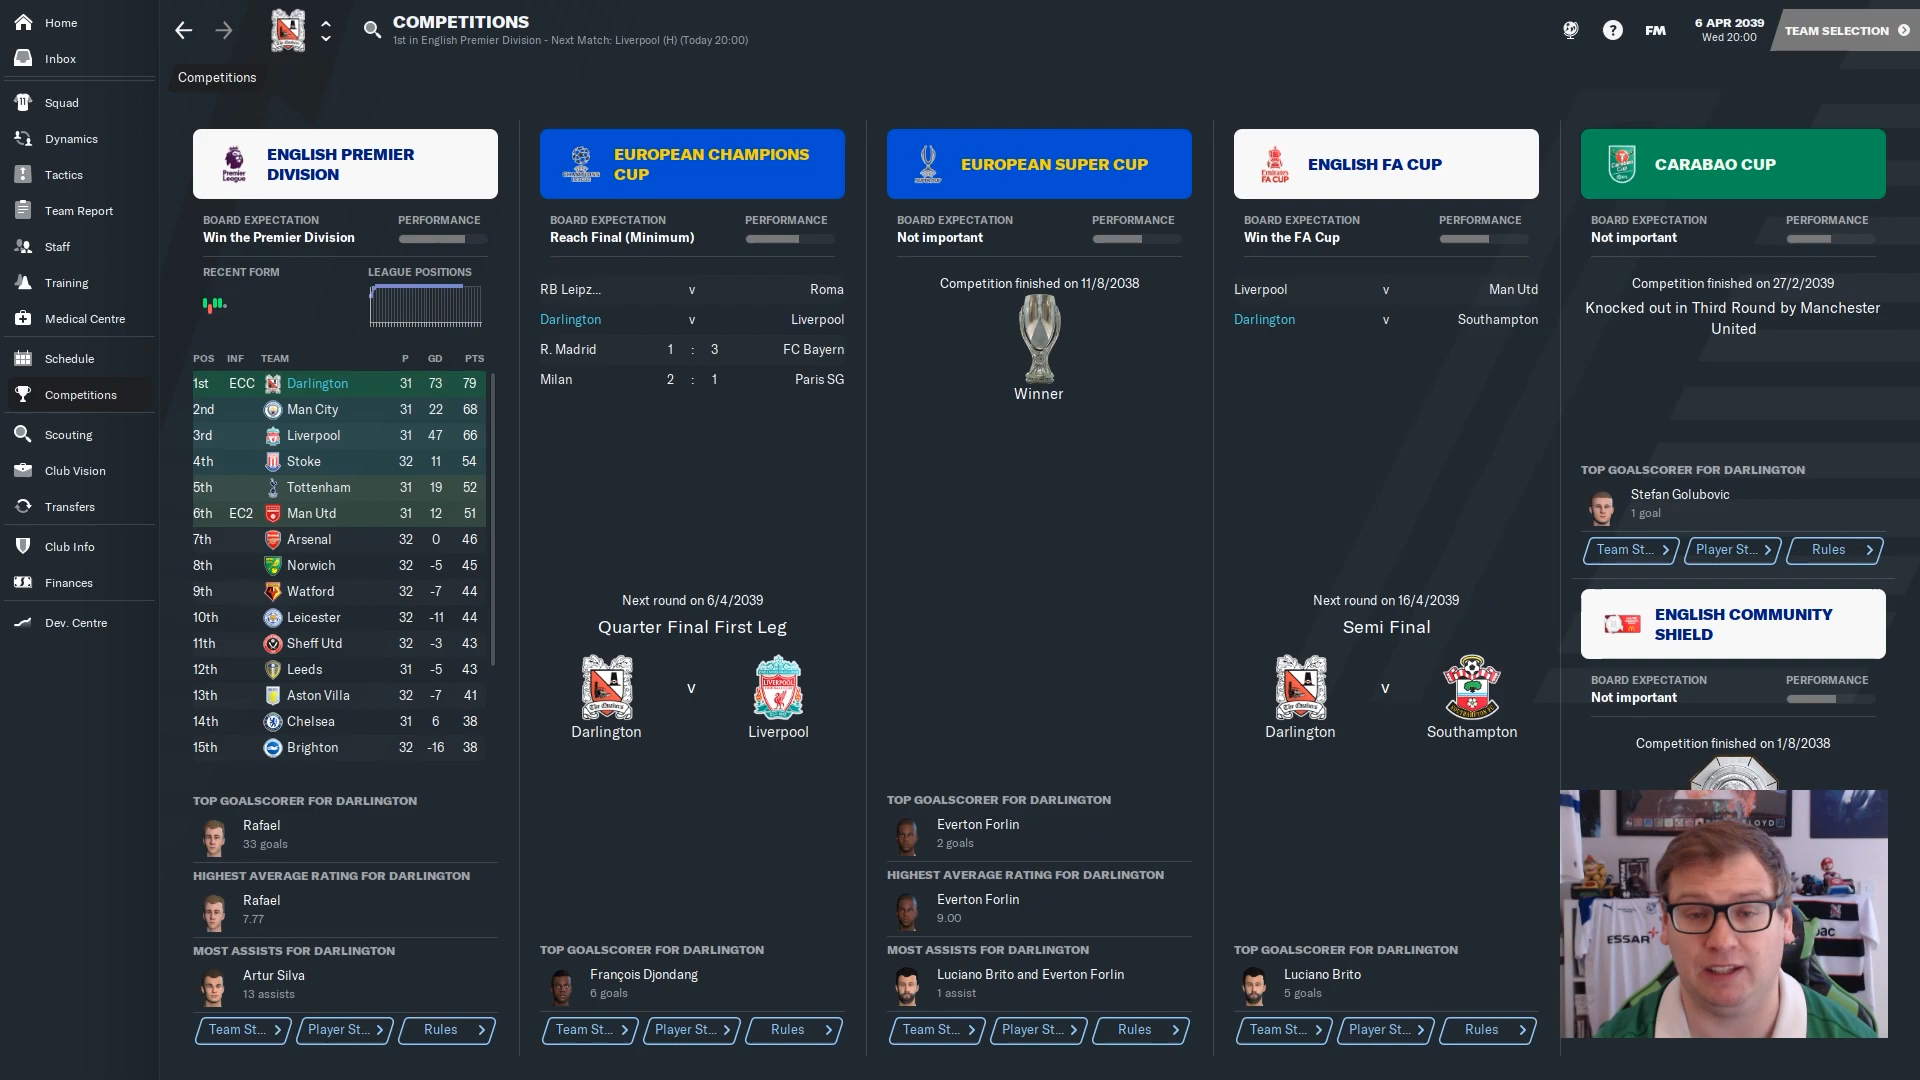 Home
Inbox
Squad
Dynamics
Tactics
Team Report
Staff
Training
Medical Centre
Schedule
Competitions
Scouting
Club Vision
Transfers
Club Info
Finances
Dev. Centre
COMPETITIONS
1st in English Premier Division - Next Match: Liverpool (H) (Today 20:00)
FM
6 APR 2039
Wed 20:00
TEAM SELECTION
Competitions
ENGLISH PREMIER
DIVISION
BOARD EXPECTATION PERFORMANCE
Win the Premier Division
RECENT FORM LEAGUE POSITIONS
POS INF TEAM P GD PTS
1st ECC Darlington 31 73 79
2nd Man City 31 22 68
3rd Liverpool 31 47 66
4th Stoke 32 11 54
5th Tottenham 31 19 52
6th EC2 Man Utd 31 12 51
7th Arsenal 32 0 46
8th Norwich 32 -5 45
9th Watford 32 -7 44
10th Leicester 32 -11 44
11th Sheff Utd 32 -3 43
12th Leeds 31 -5 43
13th Aston Villa 32 -7 41
14th Chelsea 31 6 38
15th Brighton 32 -16 38
TOP GOALSCORER FOR DARLINGTON
Rafael
33 goals
HIGHEST AVERAGE RATING FOR DARLINGTON
Rafael
7.77
MOST ASSISTS FOR DARLINGTON
Artur Silva
13 assists
Team St... Player St... Rules
EUROPEAN CHAMPIONS
CUP
BOARD EXPECTATION PERFORMANCE
Reach Final (Minimum)
RB Leipz... v Roma
Darlington v Liverpool
R. Madrid 1 : 3 FC Bayern
Milan 2 : 1 Paris SG
Next round on 6/4/2039
Quarter Final First Leg
v
Darlington Liverpool
TOP GOALSCORER FOR DARLINGTON
François Djondang
6 goals
Team St... Player St... Rules
EUROPEAN SUPER CUP
BOARD EXPECTATION PERFORMANCE
Not important
Competition finished on 11/8/2038
Winner
TOP GOALSCORER FOR DARLINGTON
Everton Forlin
2 goals
HIGHEST AVERAGE RATING FOR DARLINGTON
Everton Forlin
9.00
MOST ASSISTS FOR DARLINGTON
Luciano Brito and Everton Forlin
1 assist
Team St... Player St... Rules
Emirates
FA CUP
ENGLISH FA CUP
BOARD EXPECTATION PERFORMANCE
Win the FA Cup
Liverpool v Man Utd
Darlington v Southampton
Next round on 16/4/2039
Semi Final
v
Darlington Southampton
TOP GOALSCORER FOR DARLINGTON
Luciano Brito
5 goals
Team St... Player St... Rules
CARABAO CUP
BOARD EXPECTATION PERFORMANCE
Not important
Competition finished on 27/2/2039
Knocked out in Third Round by Manchester
United
TOP GOALSCORER FOR DARLINGTON
Stefan Golubovic
1 goal
Team St... Player St... Rules
ENGLISH COMMUNITY
SHIELD
BOARD EXPECTATION PERFORMANCE
Not important
Competition finished on 1/8/2038
ESSAR